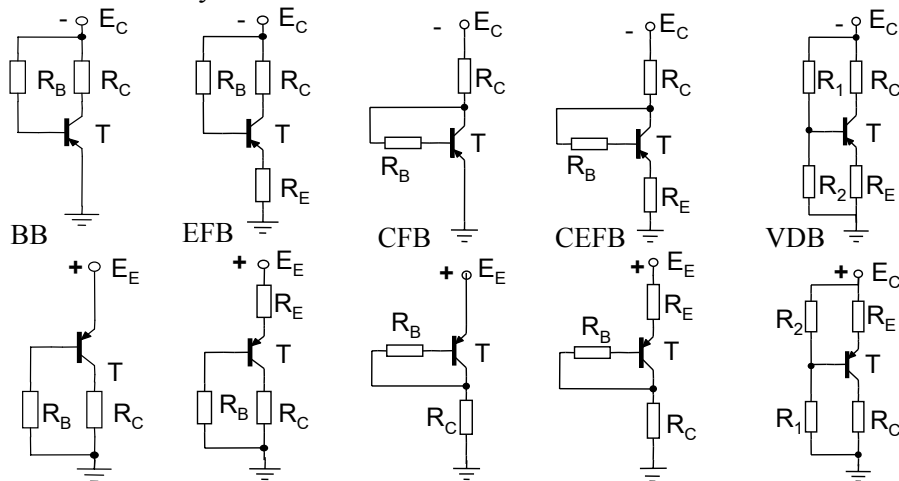 - E_C - E_C - E_C - E_C - E_C
R_B R_C R_B R_C R_C R_C R_1 R_C
T T T T T
R_B R_B
R_E R_E R_2 R_E
BB EFB CFB CEFB VDB
+ E_E + E_E + E_E + E_E + E_C
R_E R_E R_2 R_E
R_B R_B
T T T T T
R_B R_C R_B R_C R_C R_C R_1 R_C